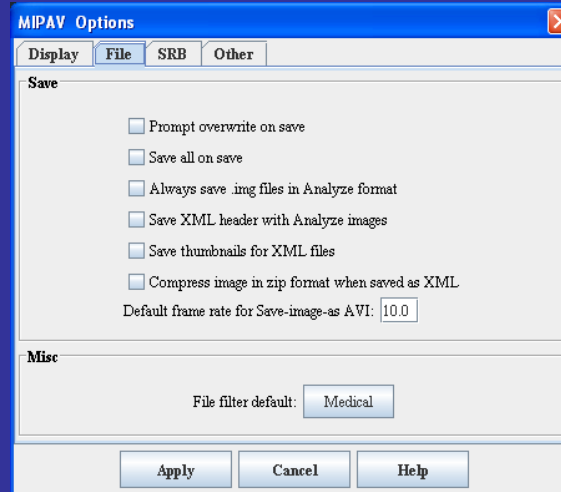 MIPAV Options
Display File SRB Other
Save
Prompt overwrite on save
Save all on save
Always save .img files in Analyze format
Save XML header with Analyze images
Save thumbnails for XML files
Compress image in zip format when saved as XML
Default frame rate for Save-image-as AVI: 10.0
Misc
File filter default: Medical
Apply Cancel Help